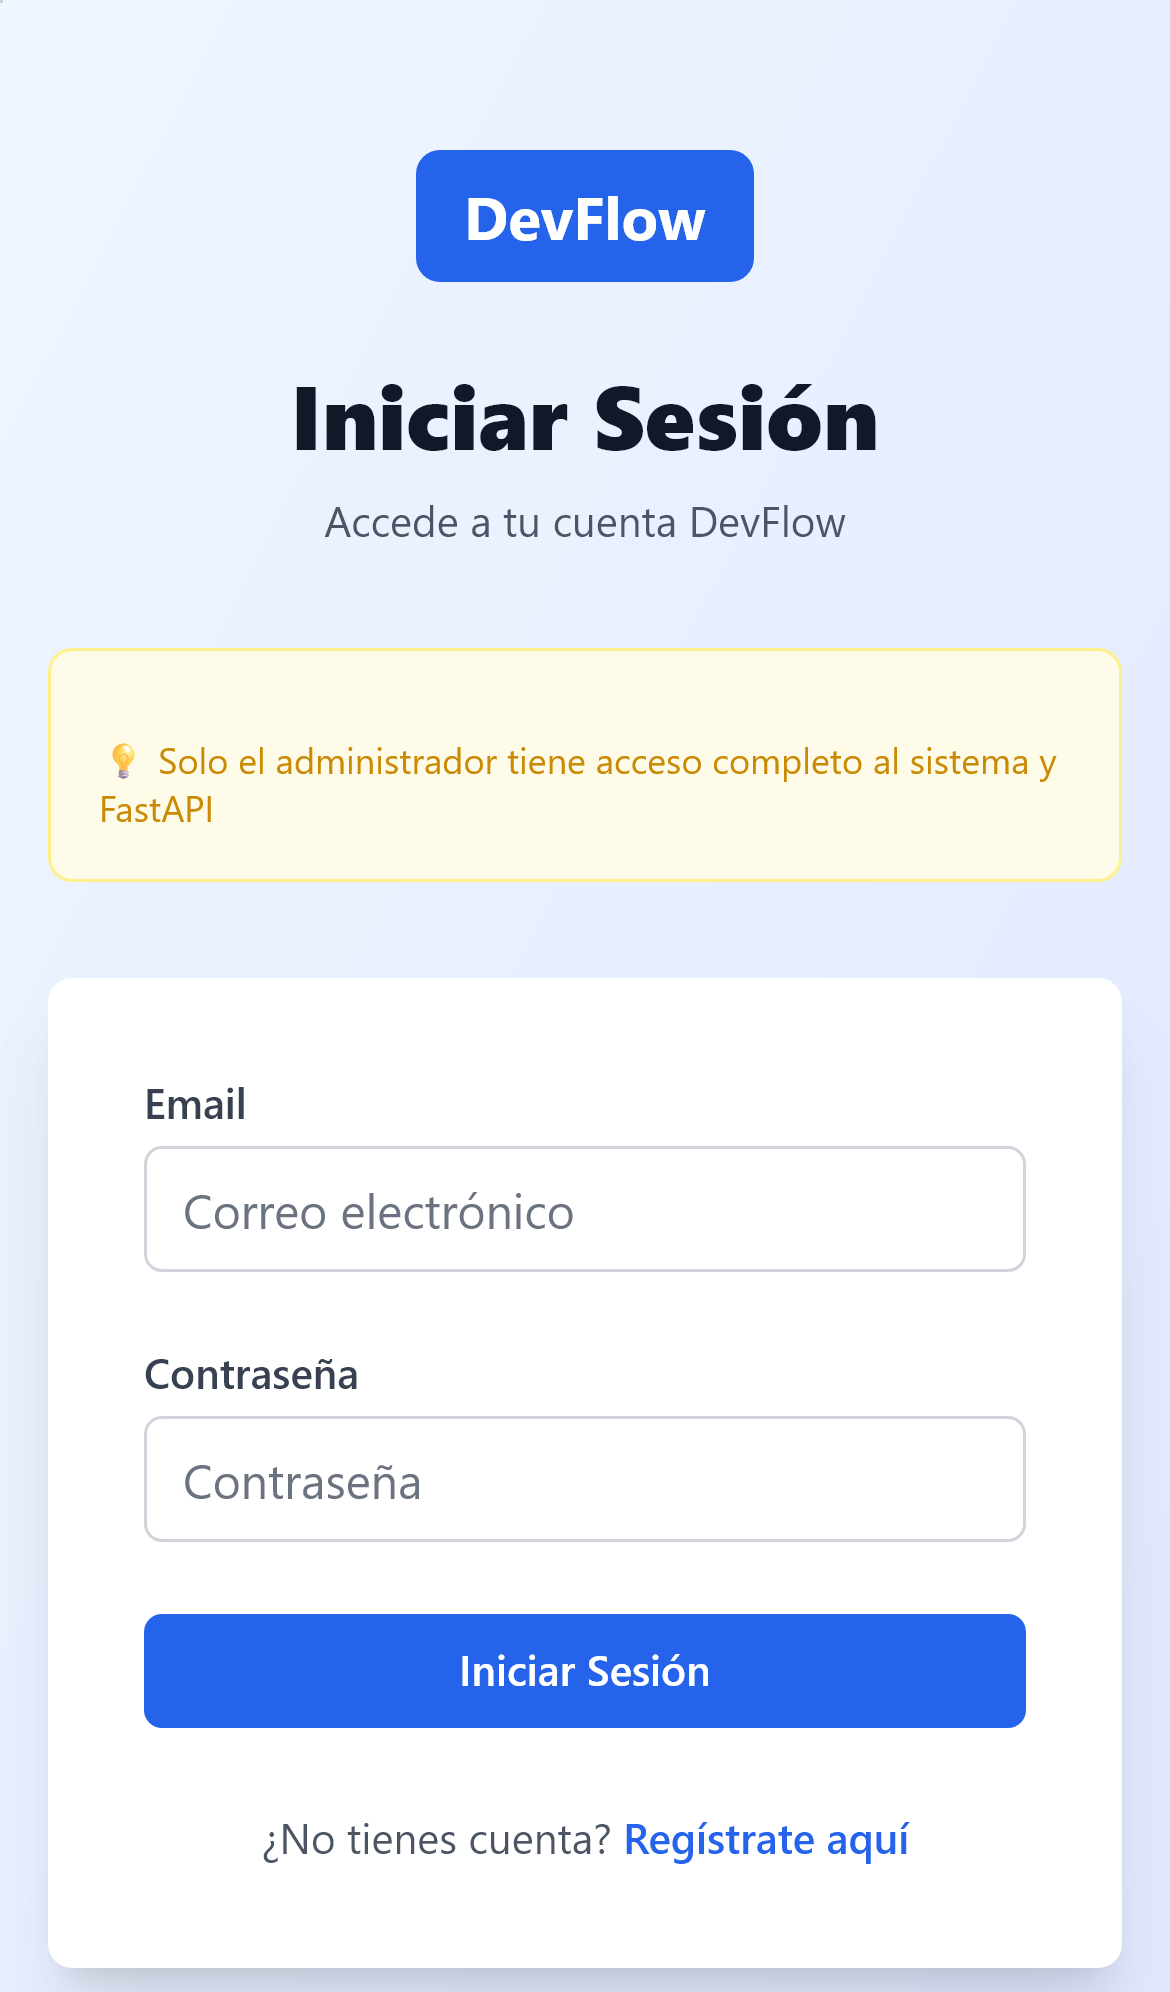 DevFlow
Iniciar Sesión
Accede a tu cuenta DevFlow
💡 Solo el administrador tiene acceso completo al sistema y
FastAPI
Email
Correo electrónico
Contraseña
Contraseña
Iniciar Sesión
¿No tienes cuenta? Regístrate aquí